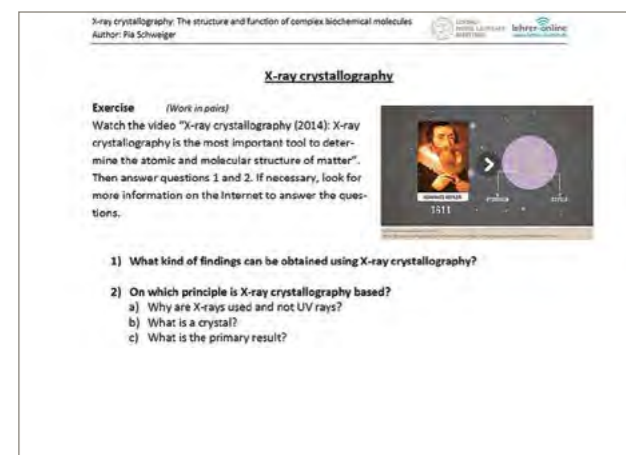 X-ray crystallography: The structure and function of complex biochemical molecules
Author: Pia Schweiger
LINDAU
NOBEL LAUREATE
MEETINGS
lehrer-online
X-ray crystallography
Exercise (Work in pairs)
Watch the video "X-ray crystallography (2014): X-ray
crystallography is the most important tool to deter-
mine the atomic and molecular structure of matter".
Then answer questions 1 and 2. If necessary, look for
more information on the Internet to answer the ques-
tions.
JOHANNES KEPLER
1611
1) What kind of findings can be obtained using X-ray crystallography?
2) On which principle is X-ray crystallography based?
a) Why are X-rays used and not UV rays?
b) What is a crystal?
c) What is the primary result?